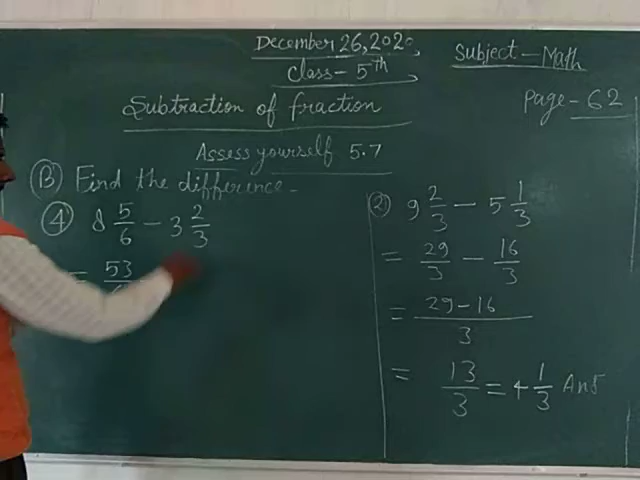 December 26, 2020
Subject - Math
Class - 5th
Subtraction of fraction
Page - 62
Assess yourself 5.7
(B) Find the difference -
(4) 8 5/6 - 3 2/3
= 53
(2) 9 2/3 - 5 1/3
= 29/3 - 16/3
= 29-16/3
= 13/3 = 4 1/3 Ans